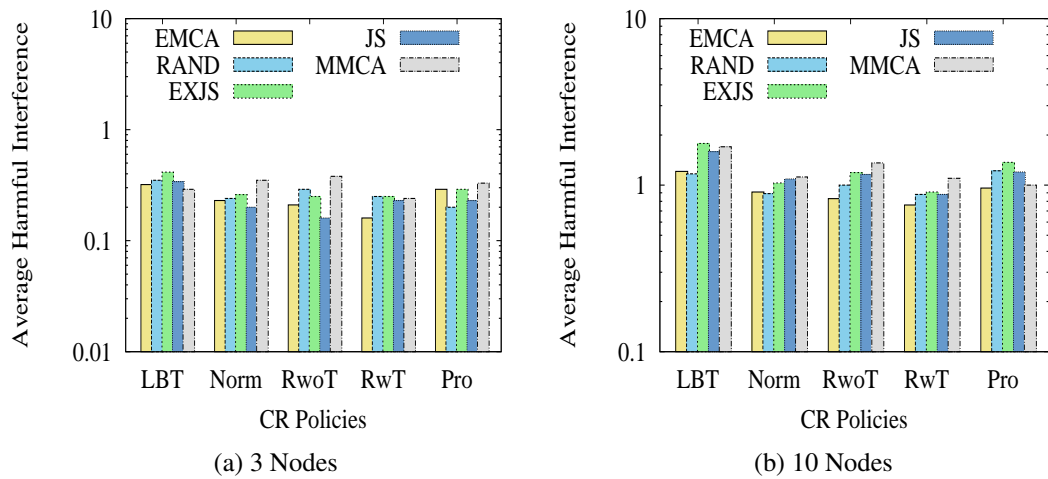 Average Harmful Interference
10
1
0.1
0.01
EMCA
RAND
EXJS
JS
MMCA
LBT Norm RwoT RwT Pro
CR Policies
(a) 3 Nodes
Average Harmful Interference
10
1
0.1
EMCA
RAND
EXJS
JS
MMCA
LBT Norm RwoT RwT Pro
CR Policies
(b) 10 Nodes